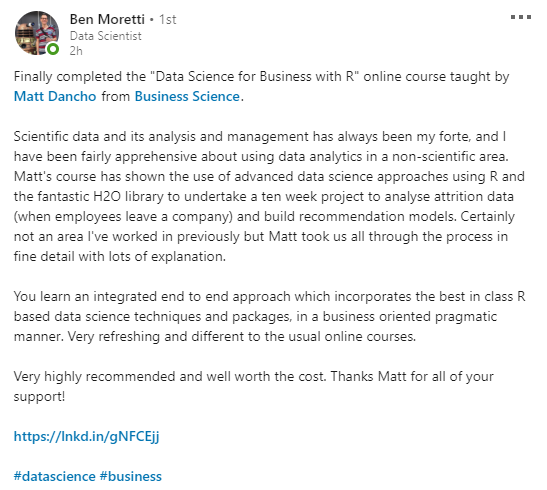 Ben Moretti • 1st
Data Scientist
2h
Finally completed the "Data Science for Business with R" online course taught by
Matt Dancho from Business Science.
Scientific data and its analysis and management has always been my forte, and I
have been fairly apprehensive about using data analytics in a non-scientific area.
Matt's course has shown the use of advanced data science approaches using R and
the fantastic H2O library to undertake a ten week project to analyse attrition data
(when employees leave a company) and build recommendation models. Certainly
not an area I've worked in previously but Matt took us all through the process in
fine detail with lots of explanation.
You learn an integrated end to end approach which incorporates the best in class R
based data science techniques and packages, in a business oriented pragmatic
manner. Very refreshing and different to the usual online courses.
Very highly recommended and well worth the cost. Thanks Matt for all of your
support!
https://lnkd.in/gNFCEjj
#datascience #business